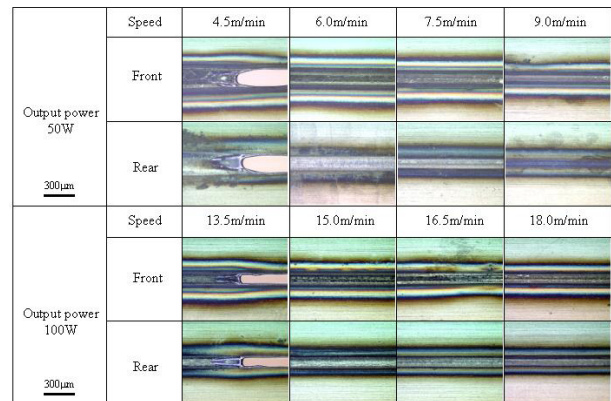 Speed 4.5m/min 6.0m/min 7.5m/min 9.0m/min
Front
Output power
50W
Rear
300μm
Speed 13.5m/min 15.0m/min 16.5m/min 18.0m/min
Front
Output power
100W
Rear
300μm